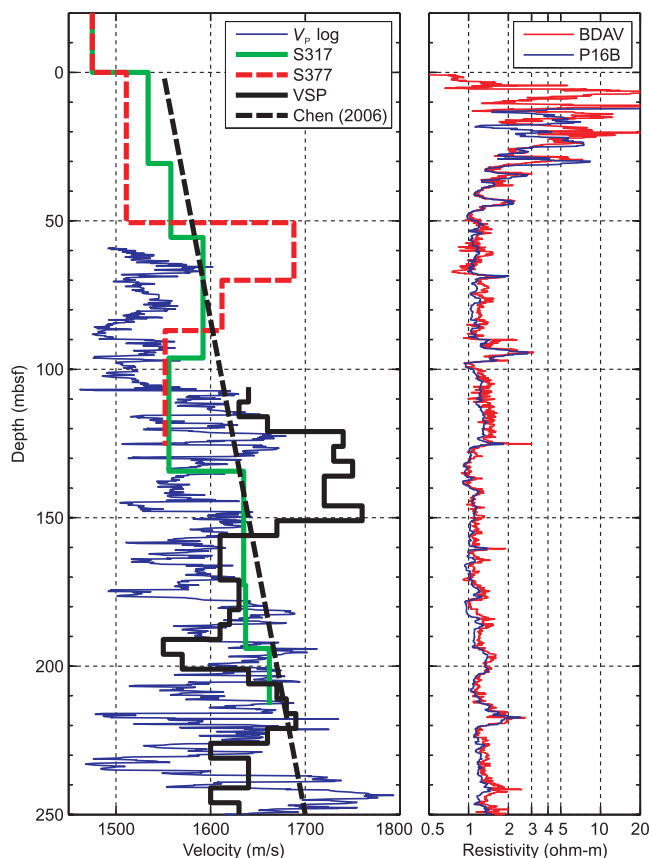 V_P log
S317
S377
VSP
Chen (2006)
BDAV
P16B
0
50
100
150
200
250
Depth (mbsf)
1500
1600
1700
1800
Velocity (m/s)
0.5
1
2
3
4
5
10
20
Resistivity (ohm-m)